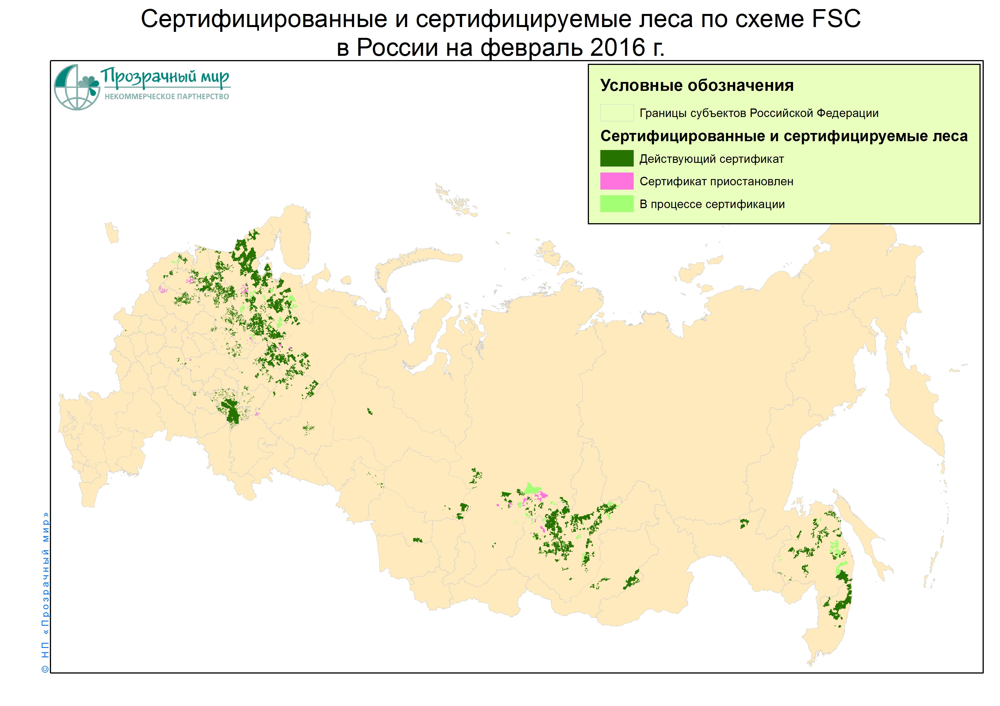 Сертифицированные и сертифицируемые леса по схеме FSC
в России на февраль 2016 г.
Прозрачный мир
НЕКОММЕРЧЕСКОЕ ПАРТНЕРСТВО
Условные обозначения
Границы субъектов Российской Федерации
Сертифицированные и сертифицируемые леса
Действующий сертификат
Сертификат приостановлен
В процессе сертификации
© НП «Прозрачный мир»